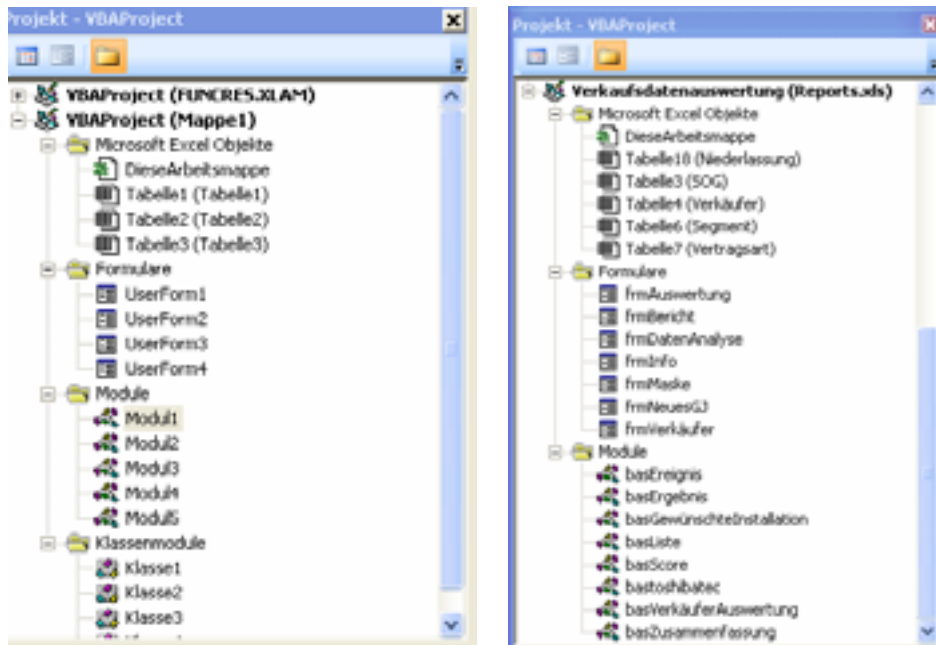 Projekt - VBAProject
VBAProject (FUNCRES.XLAM)
VBAProject (Mappe1)
Microsoft Excel Objekte
DieseArbeitsmappe
Tabelle1 (Tabelle1)
Tabelle2 (Tabelle2)
Tabelle3 (Tabelle3)
Formulare
UserForm1
UserForm2
UserForm3
UserForm4
Module
Modul1
Modul2
Modul3
Modul4
Modul5
Klassenmodule
Klasse1
Klasse2
Klasse3
Projekt - VBAProject
Verkaufsdatenauswertung (Reports.xls)
Microsoft Excel Objekte
DieseArbeitsmappe
Tabelle10 (Niederlassung)
Tabelle3 (SOG)
Tabelle4 (Verkäufer)
Tabelle6 (Segment)
Tabelle7 (Vertragsart)
Formulare
frmAuswertung
frmBericht
frmDatenAnalyse
frmInfo
frmMaske
frmNeuesGJ
frmVerkäufer
Module
basEreignis
basErgebnis
basGewünschteInstallation
basListe
basScore
bastoshibatec
basVerkäuferAuswertung
basZusammenfassung